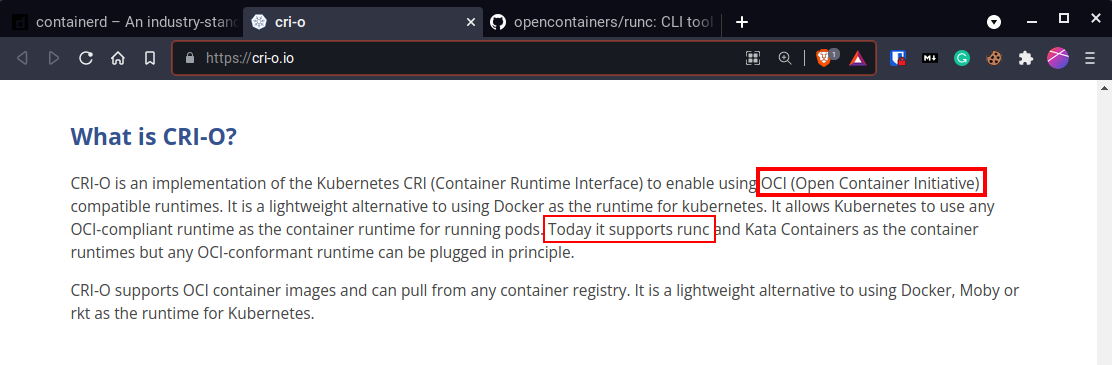 containerd – An industry-stand
cri-o
opencontainers/runc: CLI tool
https://cri-o.io
1
What is CRI-O?
CRI-O is an implementation of the Kubernetes CRI (Container Runtime Interface) to enable using OCI (Open Container Initiative)
compatible runtimes. It is a lightweight alternative to using Docker as the runtime for kubernetes. It allows Kubernetes to use any
OCI-compliant runtime as the container runtime for running pods. Today it supports runc and Kata Containers as the container
runtimes but any OCI-conformant runtime can be plugged in principle.
CRI-O supports OCI container images and can pull from any container registry. It is a lightweight alternative to using Docker, Moby or
rkt as the runtime for Kubernetes.